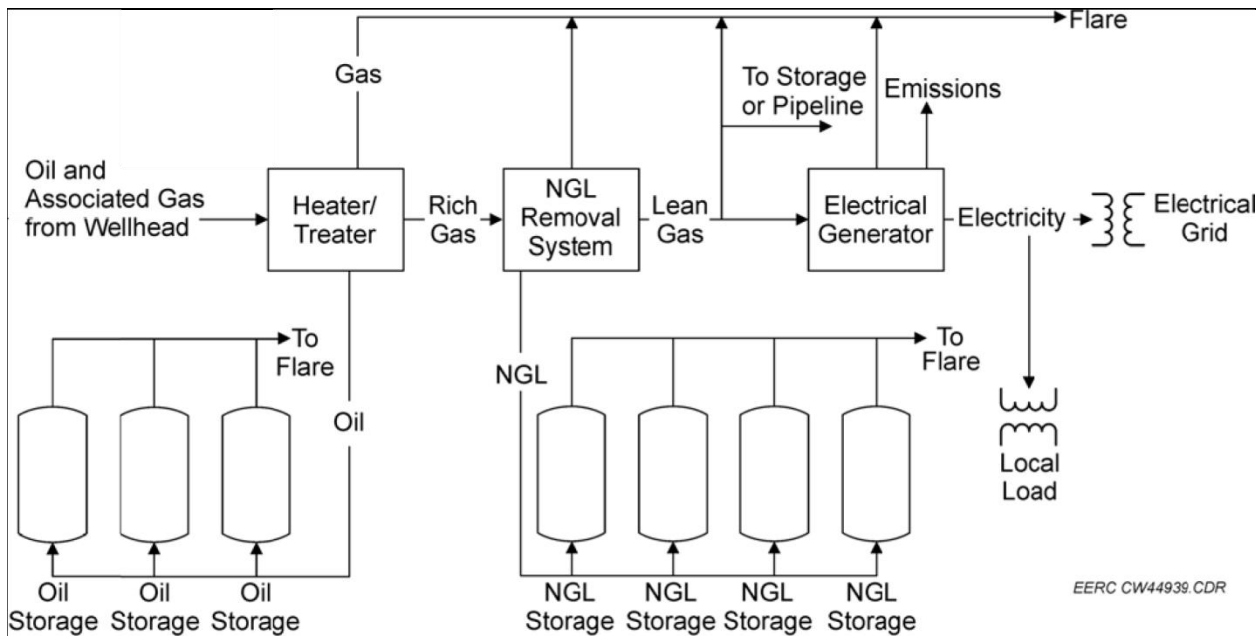 Flare
Gas
To Storage
or Pipeline
Emissions
Oil and
Associated Gas
from Wellhead
Heater/
Treater
Rich
Gas
NGL
Removal
System
Lean
Gas
Electrical
Generator
Electricity
Electrical
Grid
To
Flare
Oil
NGL
To
Flare
Local
Load
Oil
Storage
Oil
Storage
Oil
Storage
NGL
Storage
NGL
Storage
NGL
Storage
NGL
Storage
EERC CW44939.CDR